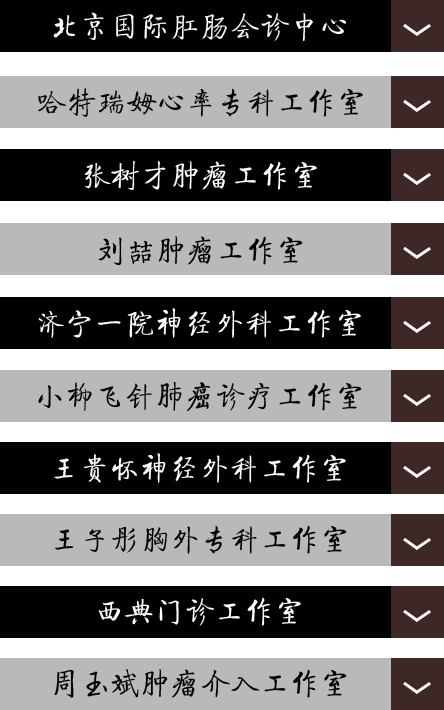 北京国际肛肠会诊中心
哈特瑞姆心率专科工作室
张树才肿瘤工作室
刘喆肿瘤工作室
济宁一院神经外科工作室
小柳飞针肺癌诊疗工作室
王贵怀神经外科工作室
王子彤胸外专科工作室
西典门诊工作室
周玉斌肿瘤介入工作室